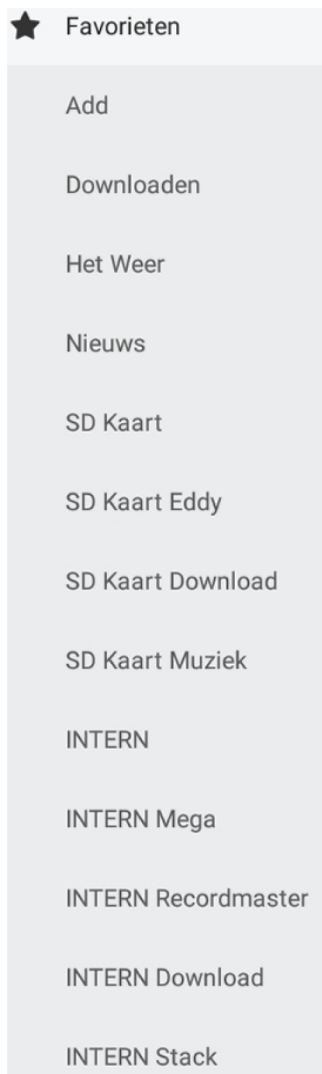 Favorieten
Add
Downloaden
Het Weer
Nieuws
SD Kaart
SD Kaart Eddy
SD Kaart Download
SD Kaart Muziek
INTERN
INTERN Mega
INTERN Recordmaster
INTERN Download
INTERN Stack